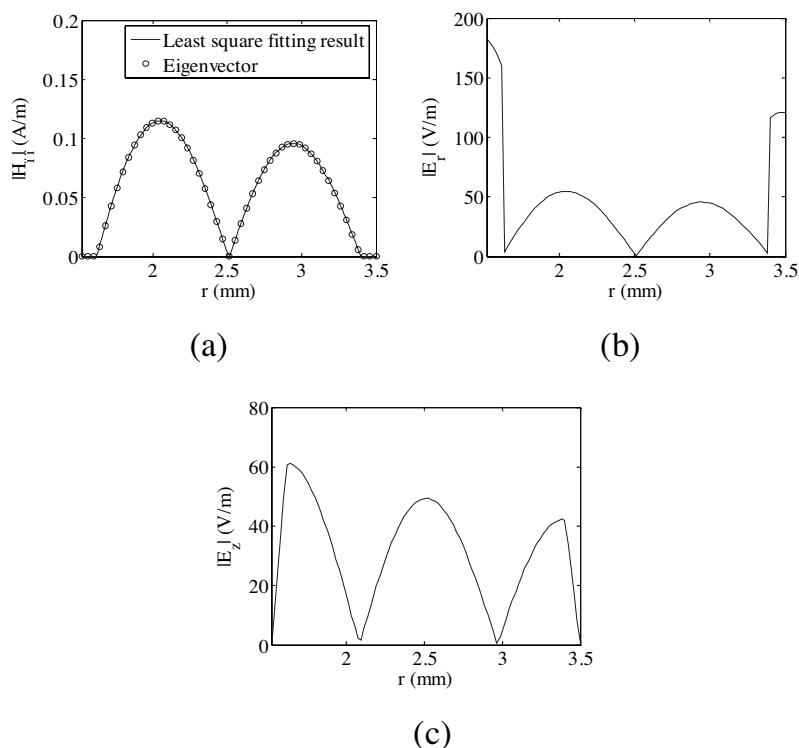 0.2
0.15
0.1
0.05
0
|H_i i| (A/m)
Least square fitting result
Eigenvector
2 2.5 3 3.5
r (mm)
(a)
200
150
100
50
0
|E_r| (V/m)
2 2.5 3 3.5
r (mm)
(b)
80
60
40
20
0
|E_z| (V/m)
2 2.5 3 3.5
r (mm)
(c)